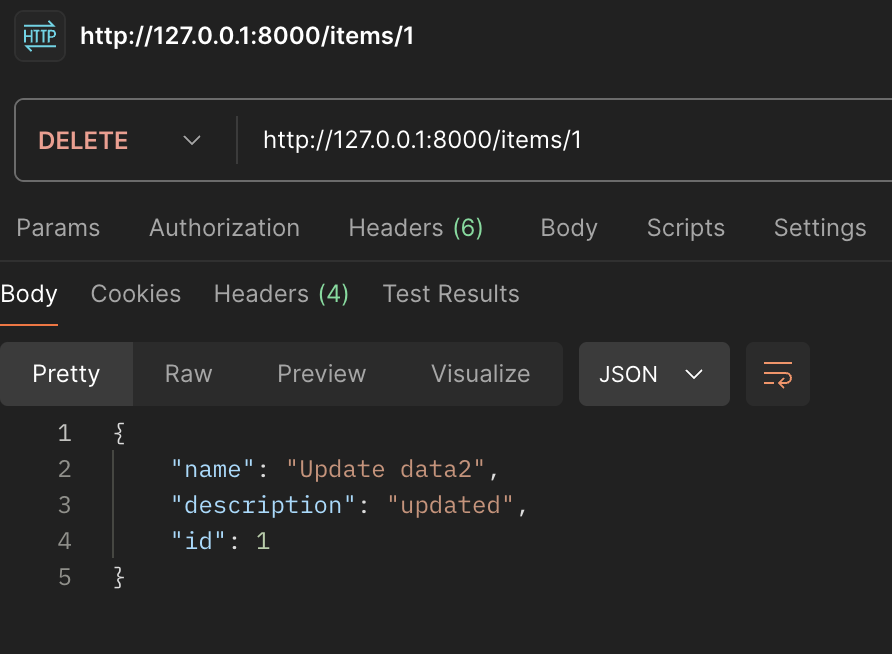 HTTP http://127.0.0.1:8000/items/1
DELETE http://127.0.0.1:8000/items/1
Params Authorization Headers (6) Body Scripts Settings
Body Cookies Headers (4) Test Results
Pretty Raw Preview Visualize JSON
1 {
2 "name": "Update data2",
3 "description": "updated",
4 "id": 1
5 }